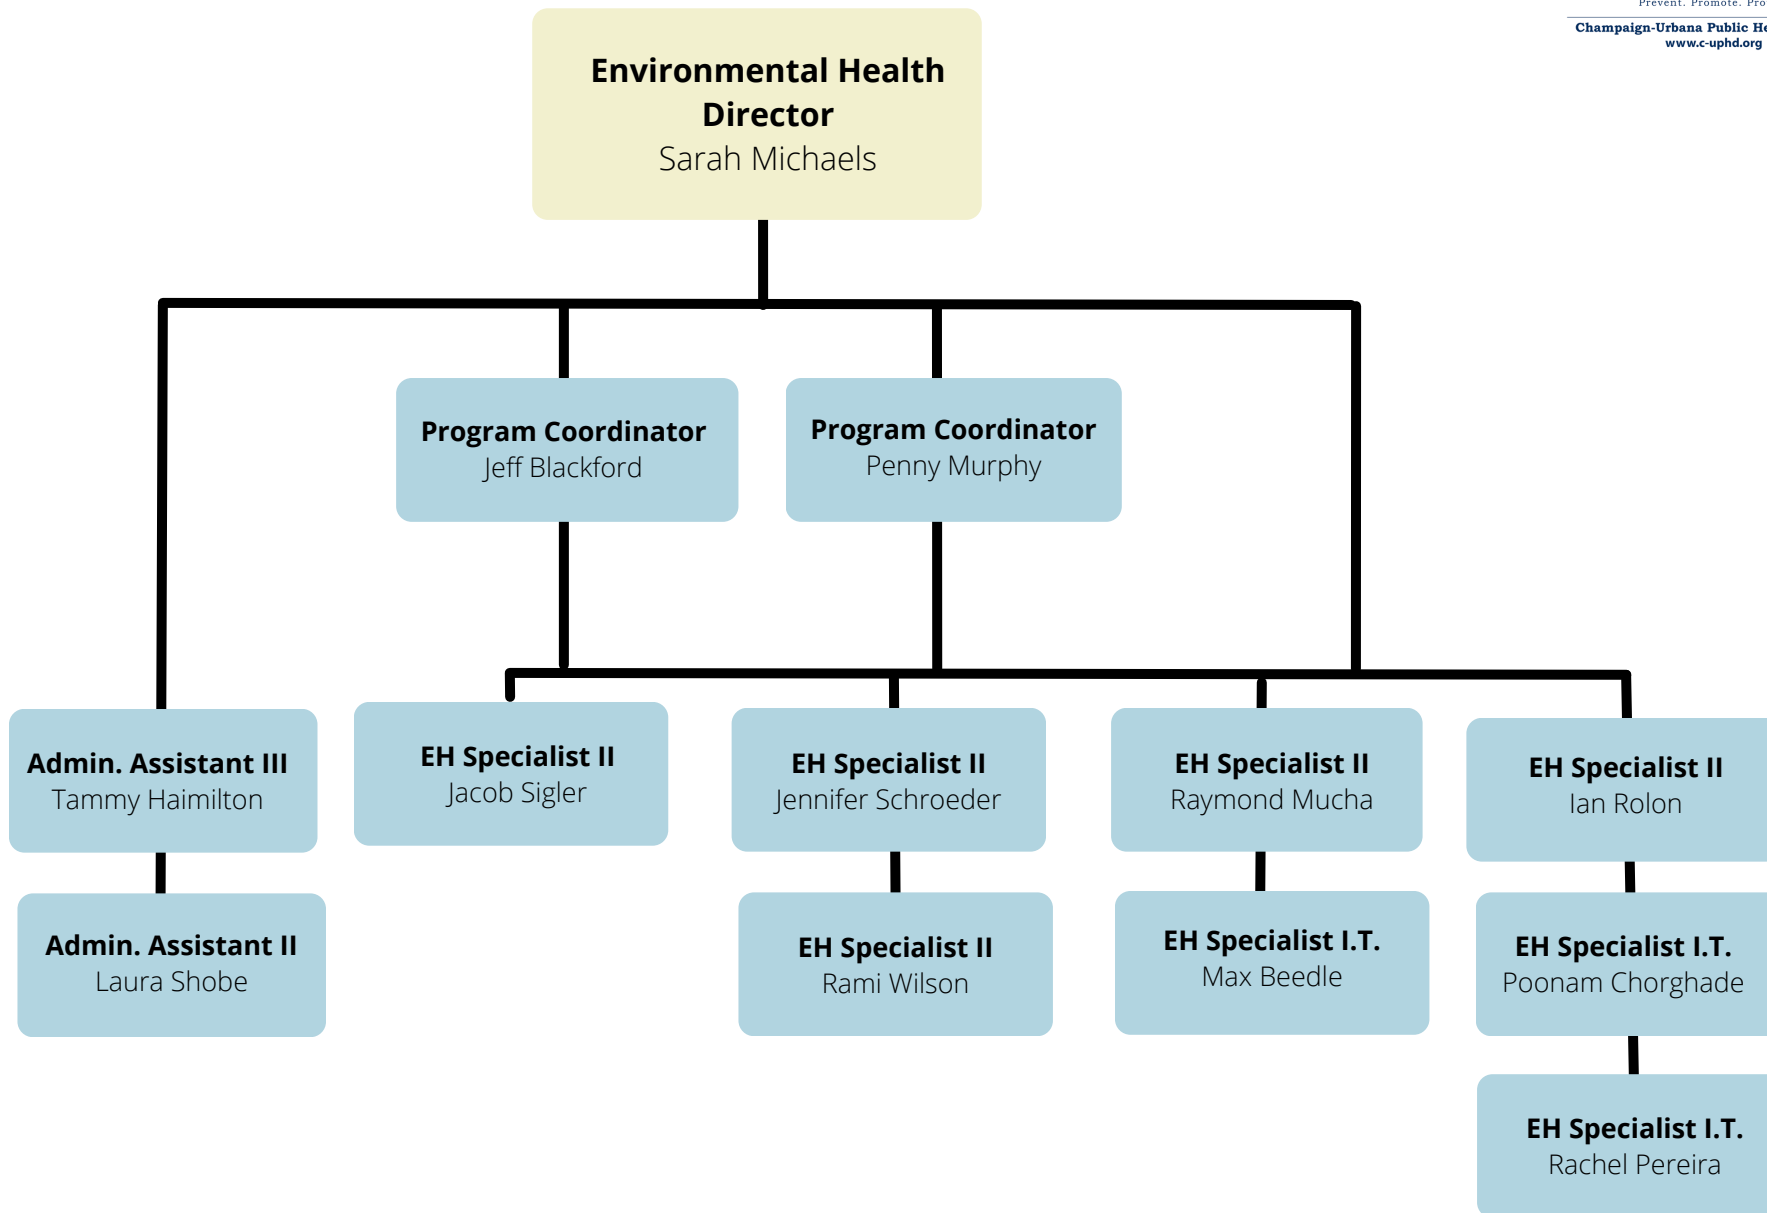 Prevent. Promote.
Champaign-Urbana Public
www.c-uphd.org
Environmental Health
Director
Sarah Michaels
Program Coordinator
Jeff Blackford
Program Coordinator
Penny Murphy
Admin. Assistant III
Tammy Haimilton
EH Specialist II
Jacob Sigler
EH Specialist II
Jennifer Schroeder
EH Specialist II
Raymond Mucha
EH Specialist II
Ian Rolon
Admin. Assistant II
Laura Shobe
EH Specialist II
Rami Wilson
EH Specialist I.T.
Max Beedle
EH Specialist I.T.
Poonam Chorghade
EH Specialist I.T.
Rachel Pereira